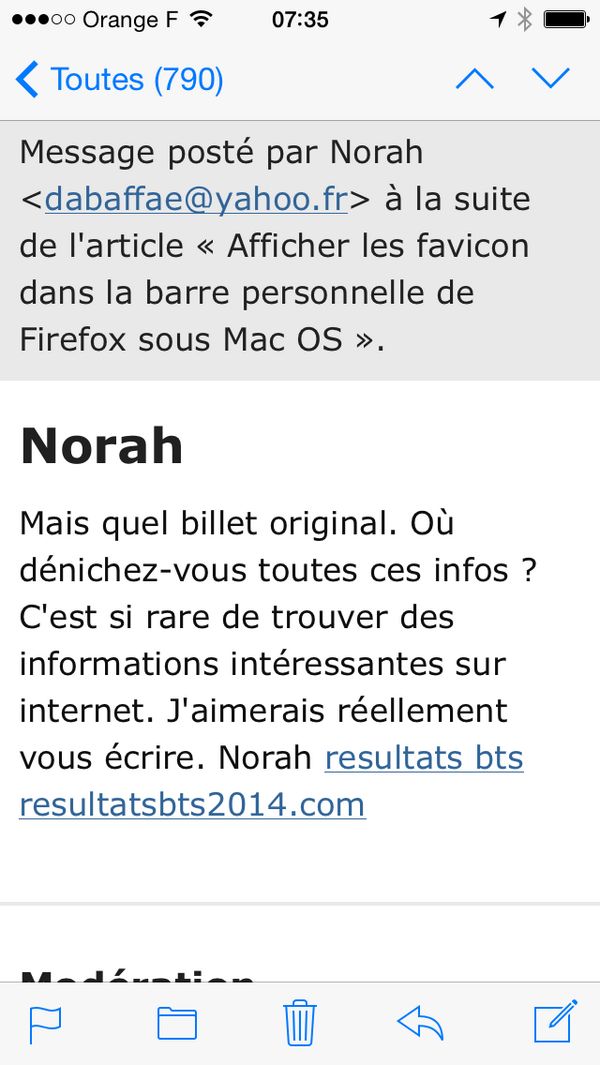 Orange F 07:35
Toutes (790)
Message posté par Norah
<dabaffae@yahoo.fr> à la suite
de l'article « Afficher les favicon
dans la barre personnelle de
Firefox sous Mac OS ».
Norah
Mais quel billet original. Où
dénichez-vous toutes ces infos ?
C'est si rare de trouver des
informations intéressantes sur
internet. J'aimerais réellement
vous écrire. Norah resultats bts
resultatsbts2014.com
Modération